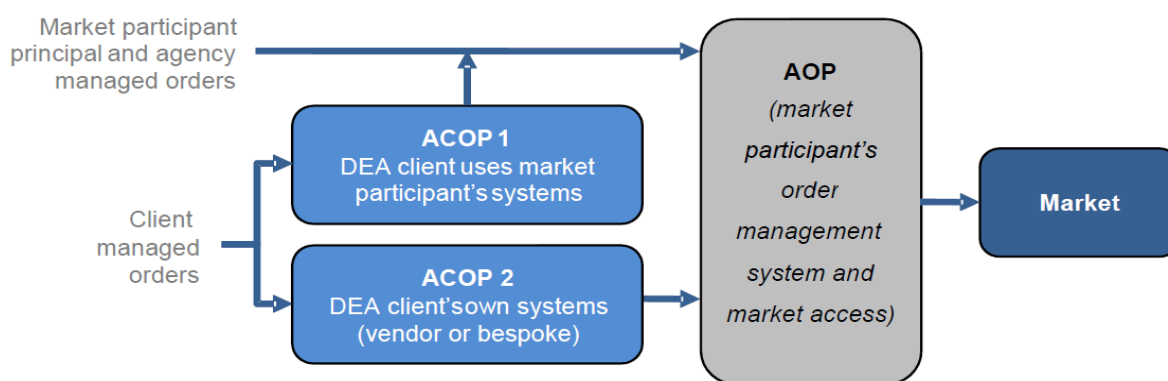 Market participant
principal and agency
managed orders
ACOP 1
DEA client uses market
participant's systems
Client
managed
orders
ACOP 2
DEA client'sown systems
(vendor or bespoke)
AOP
(market
participant's
order
management
system and
market access)
Market